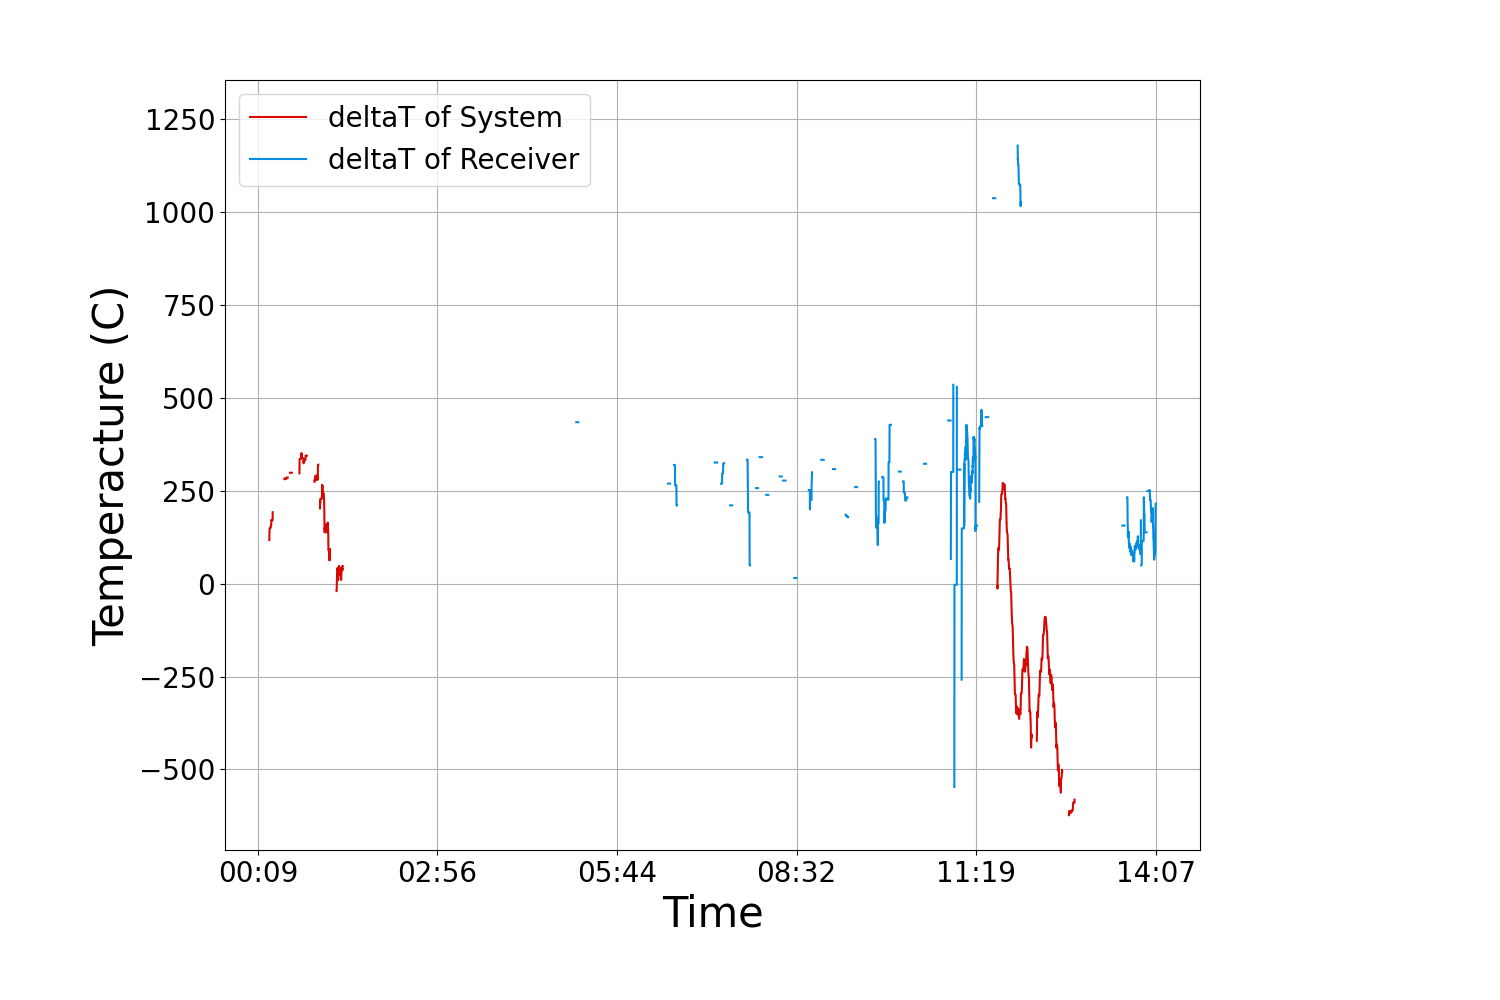 deltaT of System
deltaT of Receiver
1250
1000
750
500
250
0
−250
−500
Temperacture (C)
00:09 02:56 05:44 08:32 11:19 14:07
Time